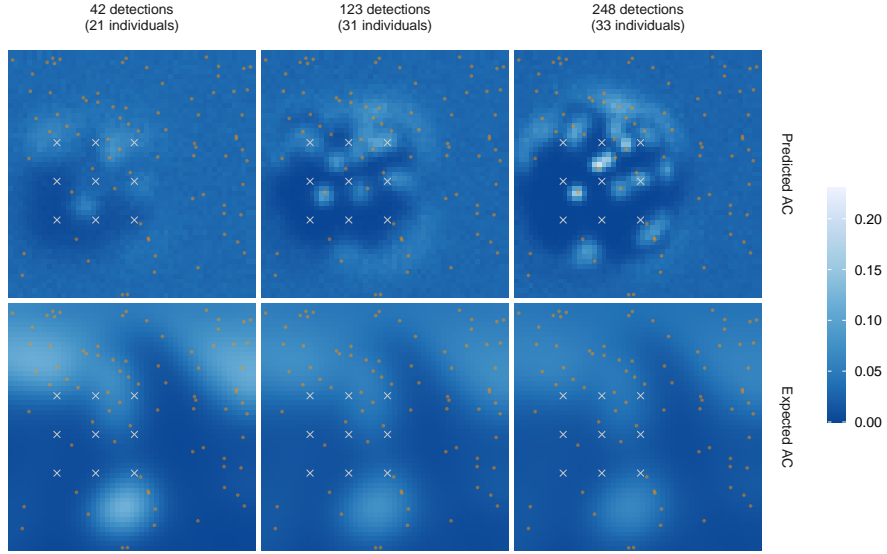 42 detections
(21 individuals)
123 detections
(31 individuals)
248 detections
(33 individuals)
Predicted AC
Expected AC
0.20
0.15
0.10
0.05
0.00